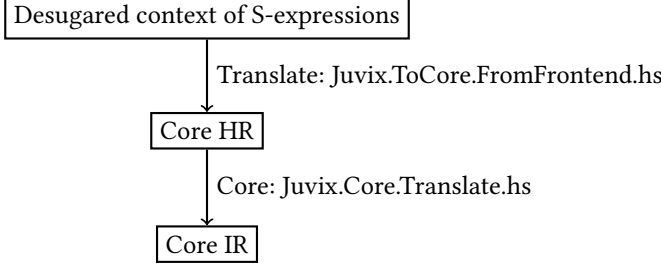 Desugared context of S-expressions
Translate: Juvix.ToCore.FromFrontend.hs
Core HR
Core: Juvix.Core.Translate.hs
Core IR